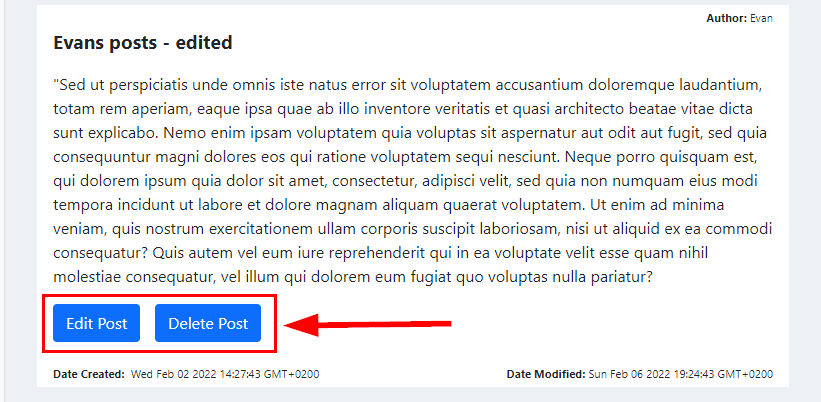 Author: Evan
Evans posts - edited
"Sed ut perspiciatis unde omnis iste natus error sit voluptatem accusantium doloremque laudantium,
totam rem aperiam, eaque ipsa quae ab illo inventore veritatis et quasi architecto beatae vitae dicta
sunt explicabo. Nemo enim ipsam voluptatem quia voluptas sit aspernatur aut odit aut fugit, sed quia
consequuntur magni dolores eos qui ratione voluptatem sequi nesciunt. Neque porro quisquam est,
qui dolorem ipsum quia dolor sit amet, consectetur, adipisci velit, sed quia non numquam eius modi
tempora incidunt ut labore et dolore magnam aliquam quaerat voluptatem. Ut enim ad minima
veniam, quis nostrum exercitationem ullam corporis suscipit laboriosam, nisi ut aliquid ex ea commodi
consequatur? Quis autem vel eum iure reprehenderit qui in ea voluptate velit esse quam nihil
molestiae consequatur, vel illum qui dolorem eum fugiat quo voluptas nulla pariatur?
Edit Post Delete Post
Date Created: Wed Feb 02 2022 14:27:43 GMT+0200 Date Modified: Sun Feb 06 2022 19:24:43 GMT+0200